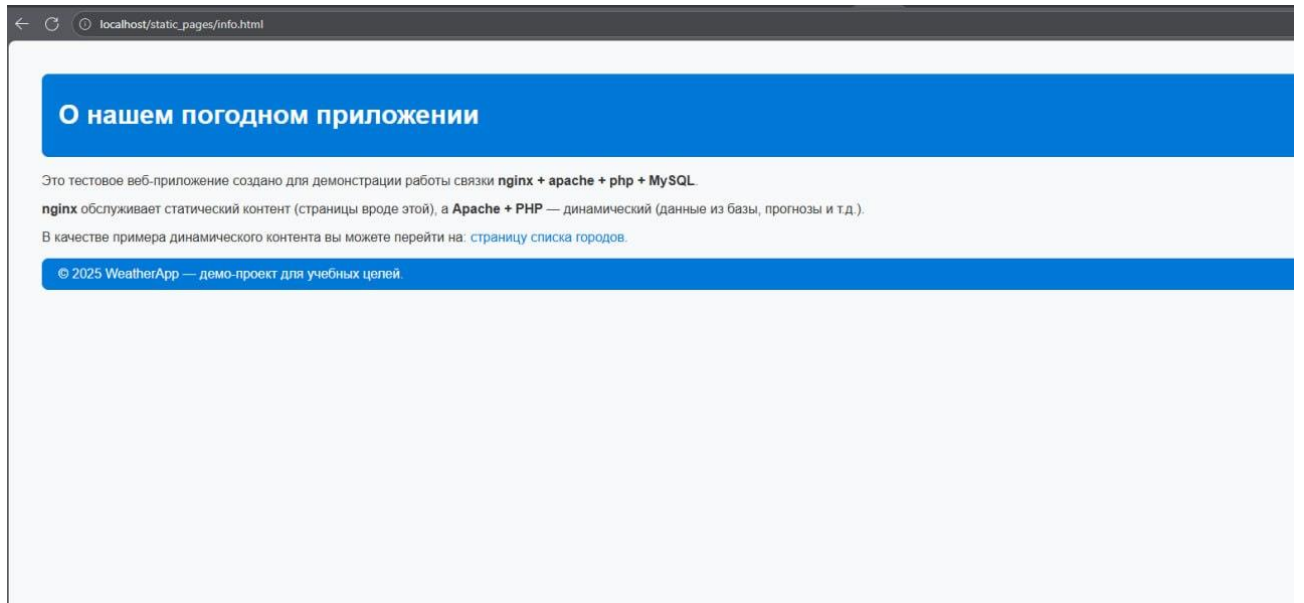 localhost/static_pages/info.html
О нашем погодном приложении
Это тестовое веб-приложение создано для демонстрации работы связки nginx + apache + php + MySQL.
nginx обслуживает статический контент (страницы вроде этой), а Apache + PHP — динамический (данные из базы, прогнозы и т.д.).
В качестве примера динамического контента вы можете перейти на: страницу списка городов.
© 2025 WeatherApp — демо-проект для учебных целей.